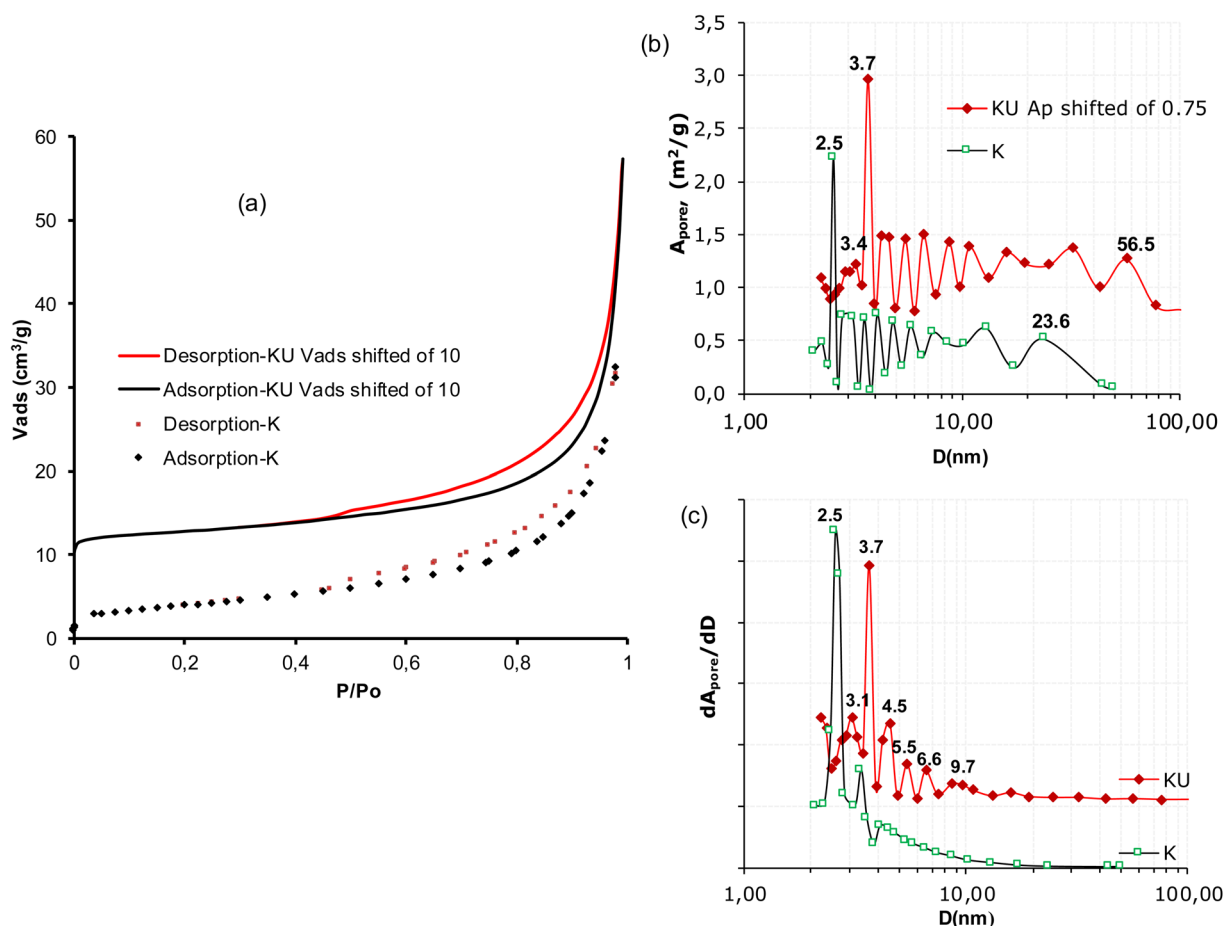 (a)
Vads (cm³/g)
60
50
40
30
20
10
0
Desorption-KU Vads shifted of 10
Adsorption-KU Vads shifted of 10
Desorption-K
Adsorption-K
0
0,2
0,4
0,6
0,8
1
P/Po
(b)
Apore, (m²/g)
3,5
3,0
2,5
2,0
1,5
1,0
0,5
0,0
3.7
2.5
3.4
56.5
23.6
KU Ap shifted of 0.75
K
1,00
10,00
100,00
D(nm)
(c)
dApore/dD
2.5
3.7
3.1
4.5
5.5
6.6
9.7
KU
K
1,00
10,00
100,00
D(nm)